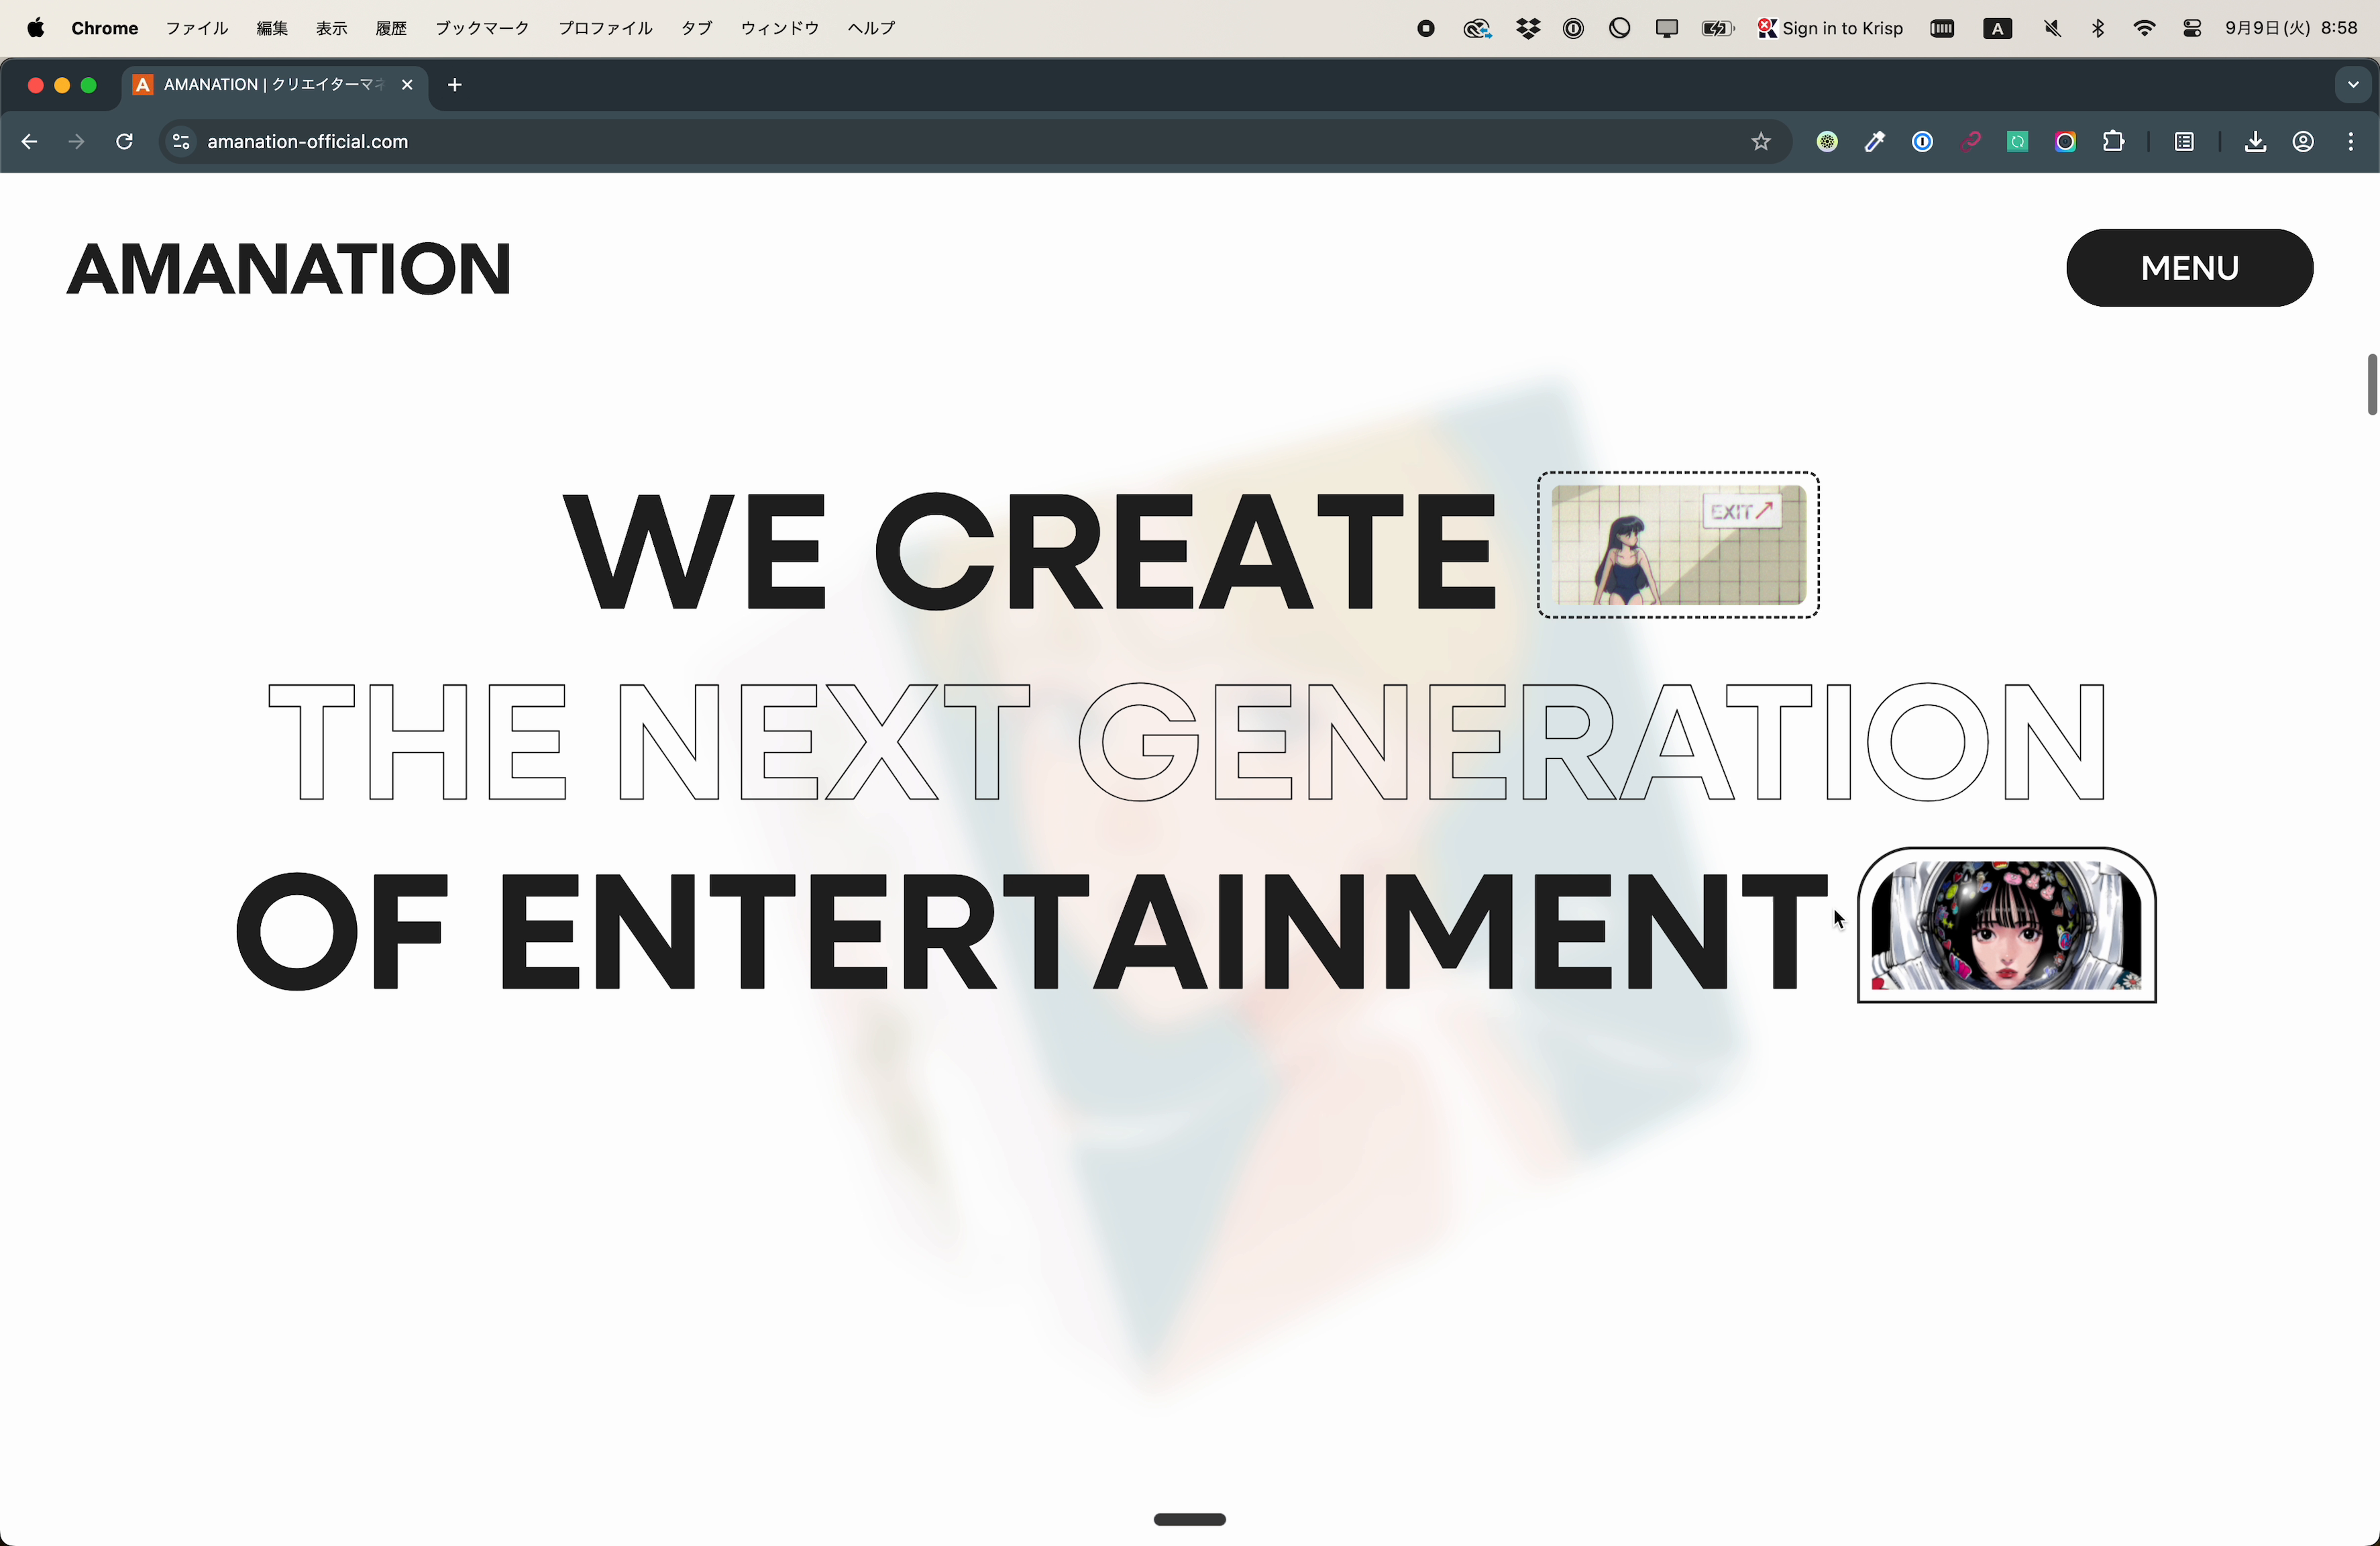 Chrome ファイル 編集 表示 履歴 ブックマーク プロファイル タブ ウィンドウ ヘルプ Sign in to Krisp A 9月9日(火) 8:58
A AMANATION | クリエイターマネ
amanation-official.com
AMANATION
MENU
WE CREATE
EXIT↗
THE NEXT GENERATION
OF ENTERTAINMENT